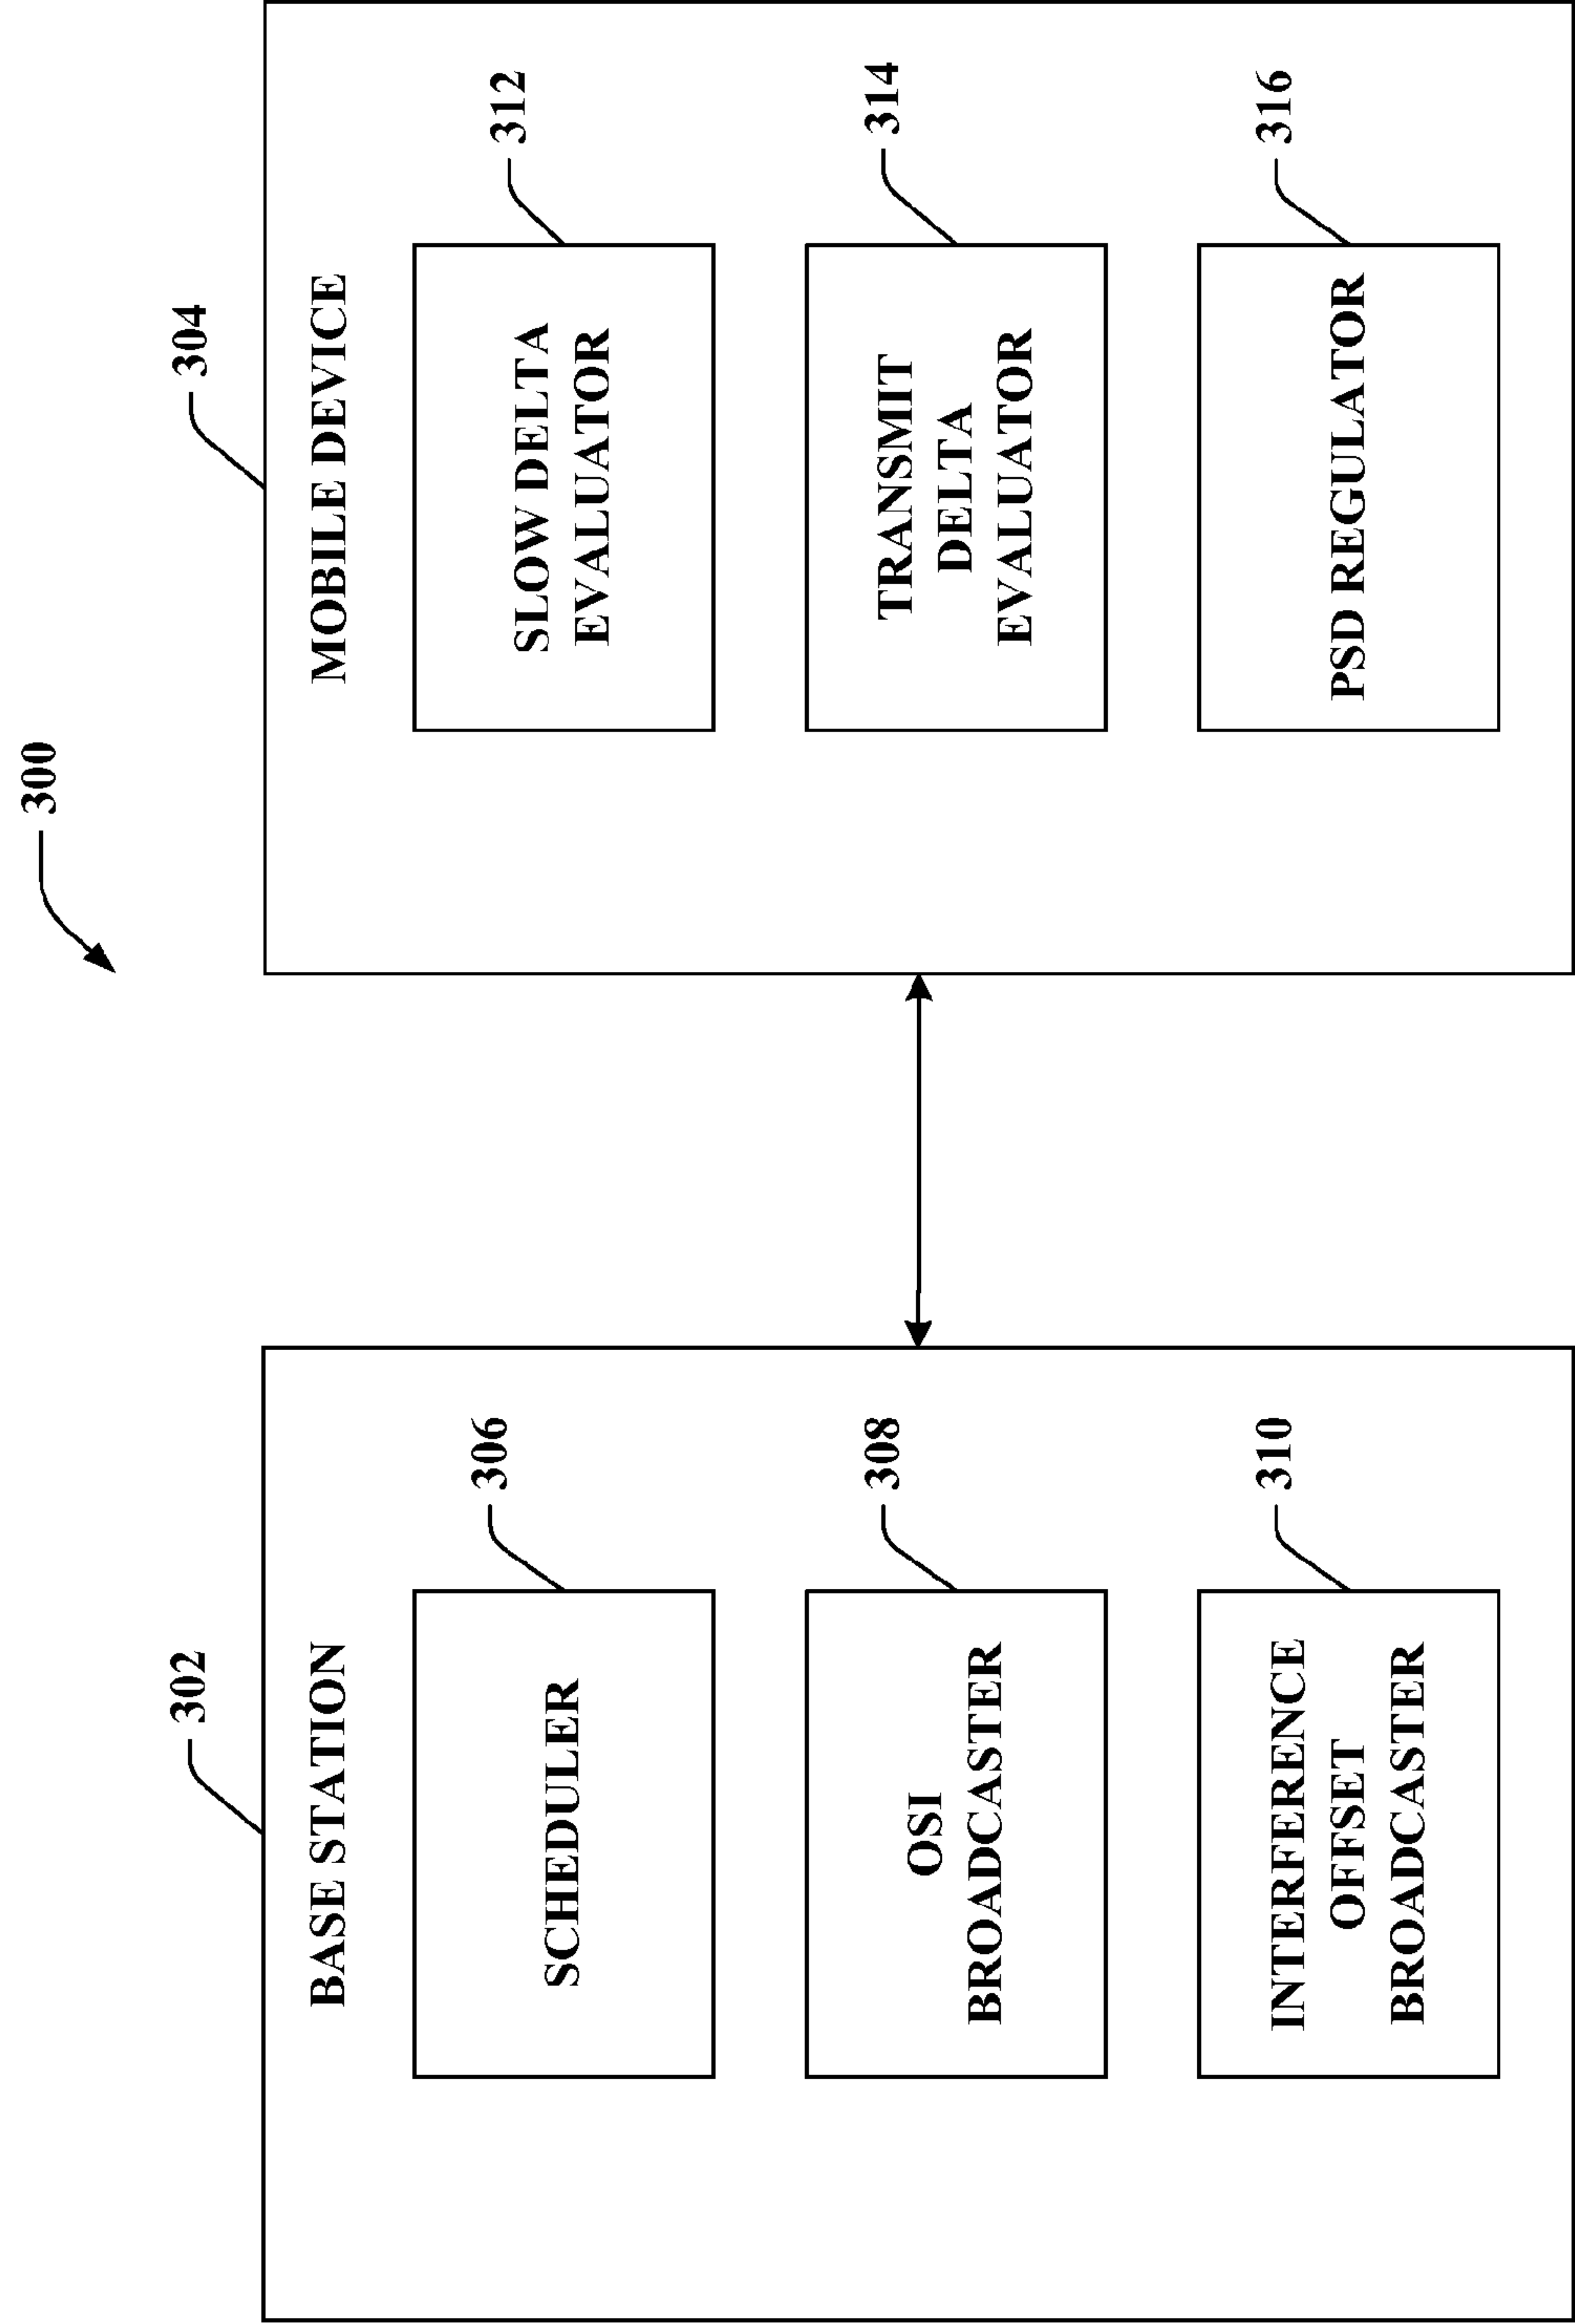 300
302
BASE STATION
306
SCHEDULER
308
OSI
BROADCASTER
310
INTERFERENCE
OFFSET
BROADCASTER
304
MOBILE DEVICE
312
SLOW DELTA
EVALUATOR
314
TRANSMIT
DELTA
EVALUATOR
316
PSD REGULATOR